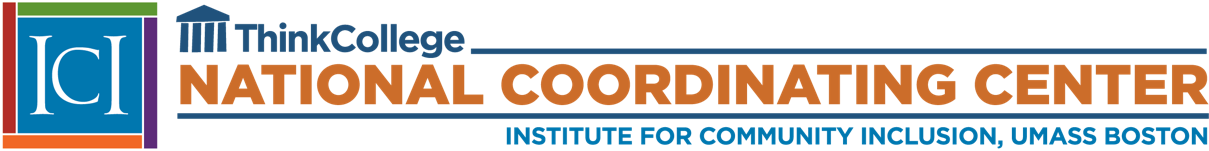 ICI
ThinkCollege
NATIONAL COORDINATING CENTER
INSTITUTE FOR COMMUNITY INCLUSION, UMASS BOSTON